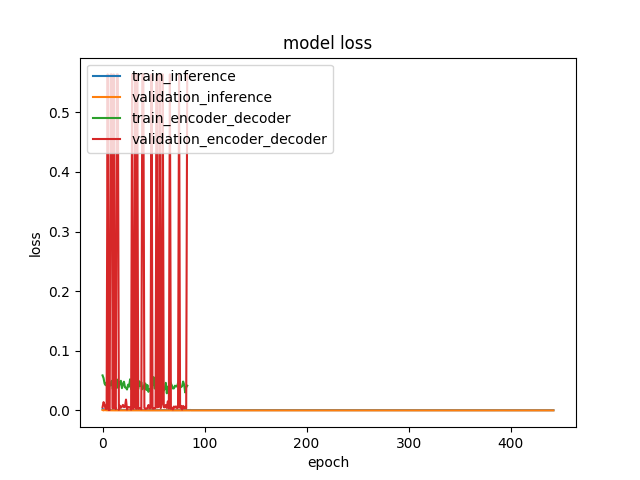 model loss
train_inference
validation_inference
train_encoder_decoder
validation_encoder_decoder
0.5
0.4
0.3
0.2
0.1
0.0
loss
0 100 200 300 400
epoch